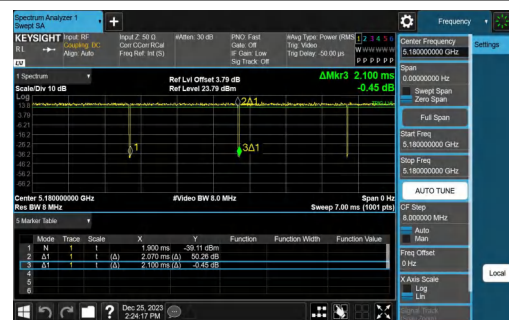 Spectrum Analyzer 1
Swept SA
Frequency
KEYSIGHT Input: RF Input Z: 50 Ω #Atten: 30 dB PNO: Fast #Avg Type: Power (RMS) 1 2 3 4 5 6
RL Coupling: DC Corr CCorr RCal Gate: Off Trig: Video
Align: Auto Freq Ref: Int (S) IF Gain: Low Trig Delay: -50.00 µs
Sig Track: Off P P P P P P
LW
1 Spectrum
Scale/Div 10 dB
Log
Ref Lvl Offset 3.79 dB
Ref Level 23.79 dBm
ΔMkr3 2.100 ms
-0.45 dB
13.8
3.79
-6.21
-16.2
-26.2
-36.2
-46.2
-56.2
-66.2
2Δ1
1
3Δ1
Center 5.180000000 GHz
Res BW 8 MHz
#Video BW 8.0 MHz
Span 0 Hz
Sweep 7.00 ms (1001 pts)
5 Marker Table
Mode Trace Scale X Y Function Function Width Function Value
1 N 1 t 1.900 ms -39.11 dBm
2 Δ1 1 t (Δ) 2.070 ms (Δ) 50.26 dB
3 Δ1 1 t (Δ) 2.100 ms (Δ) -0.45 dB
4
5
6
Dec 25, 2023
2:24:17 PM
Center Frequency
5.180000000 GHz
Settings
Span
0.00000000 Hz
Swept Span
Zero Span
Full Span
Start Freq
5.180000000 GHz
Stop Freq
5.180000000 GHz
AUTO TUNE
CF Step
8.000000 MHz
Auto
Man
Freq Offset
0 Hz
X Axis Scale
Log
Lin
Local
Signal Track